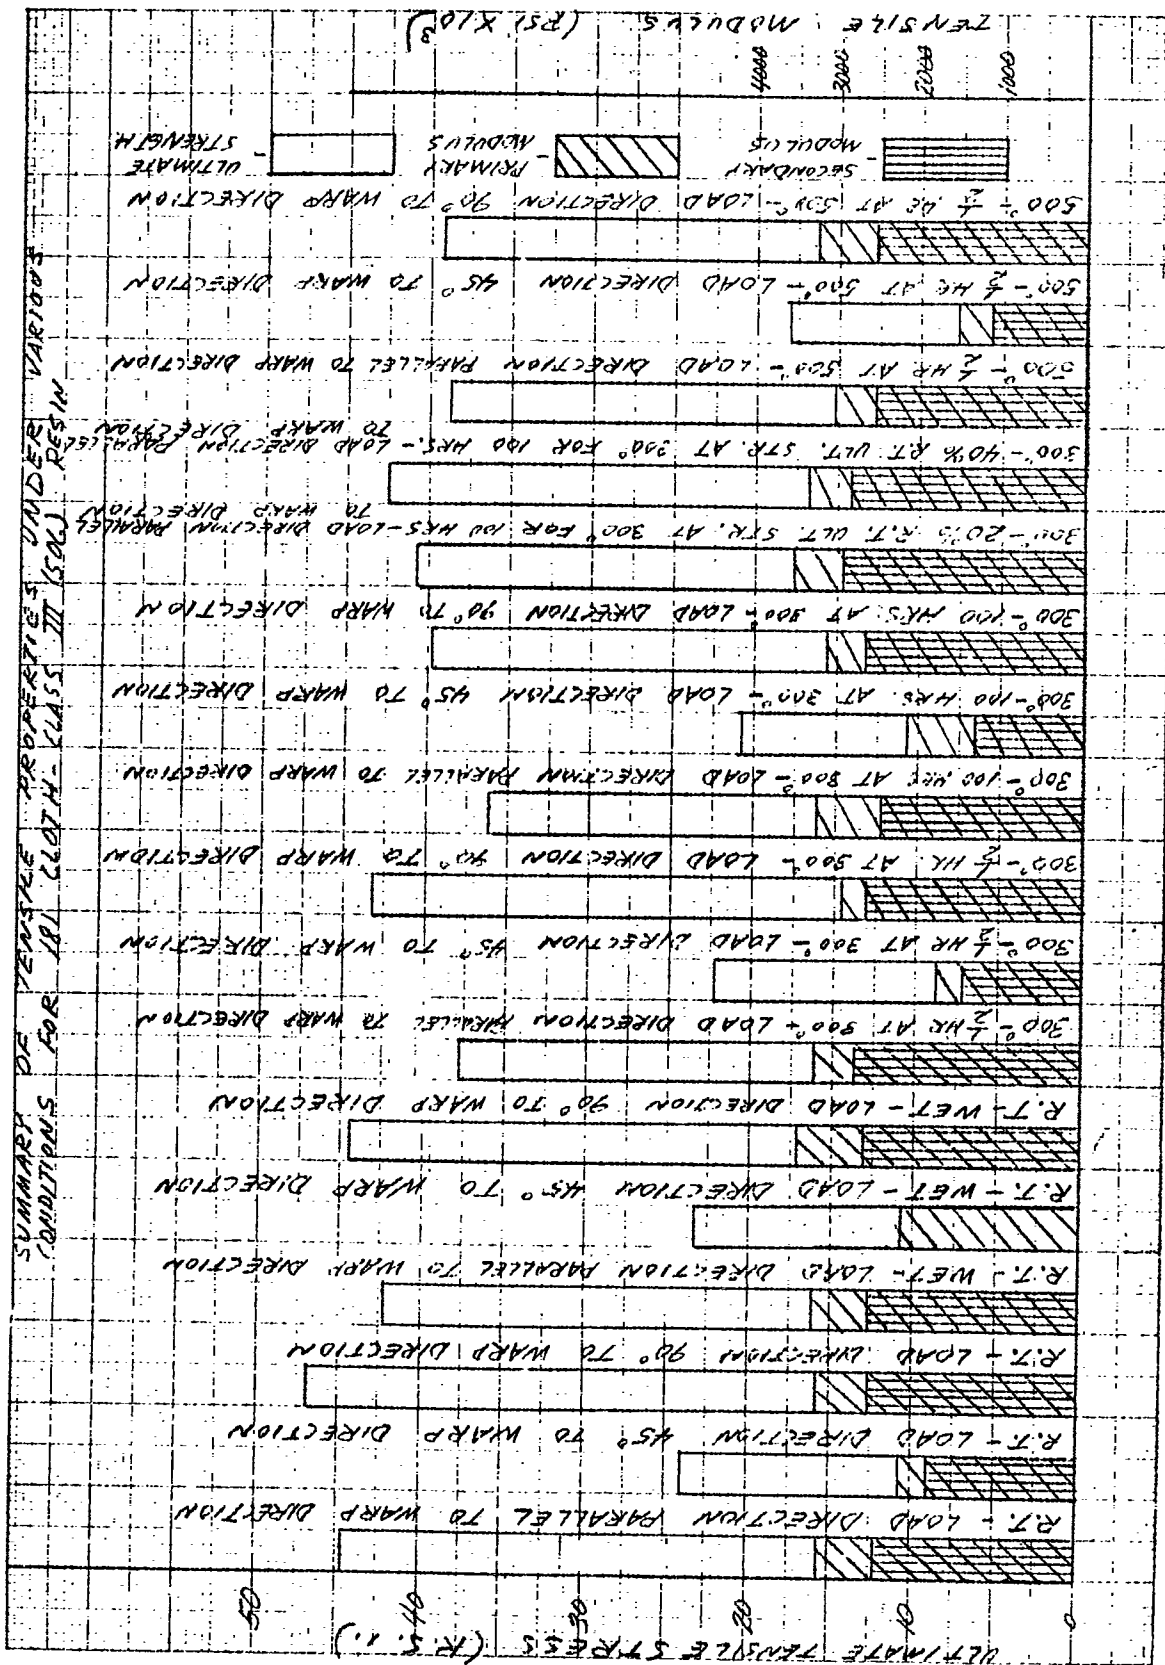 SUMMARY OF TENSILE PROPERTIES UNDER VARIOUS
CONDITIONS FOR 181 CLOTH - CLASS III (506) RESIN
ULTIMATE TENSILE STRESS (K.S.I.)
0 10 20 30 40 50
R.T. - LOAD DIRECTION PARALLEL TO WARP DIRECTION
R.T. - LOAD DIRECTION 45° TO WARP DIRECTION
R.T. - LOAD DIRECTION 90° TO WARP DIRECTION
R.T. - WET - LOAD DIRECTION PARALLEL TO WARP DIRECTION
R.T. - WET - LOAD DIRECTION 45° TO WARP DIRECTION
R.T. - WET - LOAD DIRECTION 90° TO WARP DIRECTION
300° - 1/2 HR AT 300° - LOAD DIRECTION PARALLEL TO WARP DIRECTION
300° - 1/2 HR AT 300° - LOAD DIRECTION 45° TO WARP DIRECTION
300° - 1/2 HR. AT 300° - LOAD DIRECTION 90° TO WARP DIRECTION
300° - 100 HRS AT 300° - LOAD DIRECTION PARALLEL TO WARP DIRECTION
300° - 100 HRS. AT 300° - LOAD DIRECTION 45° TO WARP DIRECTION
300° - 100 HRS. AT 300° - LOAD DIRECTION 90° TO WARP DIRECTION
300° - 20% R.T. ULT. STR. AT 300° FOR 100 HRS - LOAD DIRECTION PARALLEL
TO WARP DIRECTION
300° - 40% R.T. ULT. STR. AT 300° FOR 100 HRS. - LOAD DIRECTION PARALLEL
TO WARP DIRECTION
500° - 1/2 HR AT 500° - LOAD DIRECTION PARALLEL TO WARP DIRECTION
500° - 1/2 HR AT 500° - LOAD DIRECTION 45° TO WARP DIRECTION
500° - 1/2 HR. AT 500° - LOAD DIRECTION 90° TO WARP DIRECTION
SECONDARY
MODULUS -
PRIMARY
MODULUS -
ULTIMATE
STRENGTH -
1000 2000 3000 4000
TENSILE MODULUS (PSI X 10³)